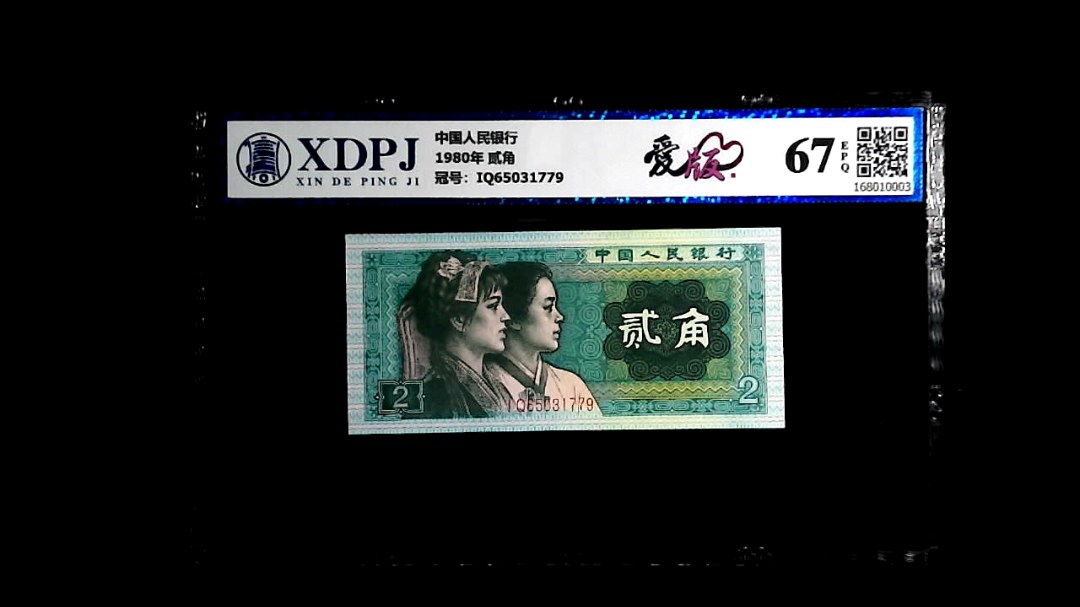 XDPJ
XIN DE PING JI
中国人民银行
1980年 贰角
冠号：IQ65031779
爱版
67
EPQ
168010003
中国人民银行
贰角
2
2
IQ65031779